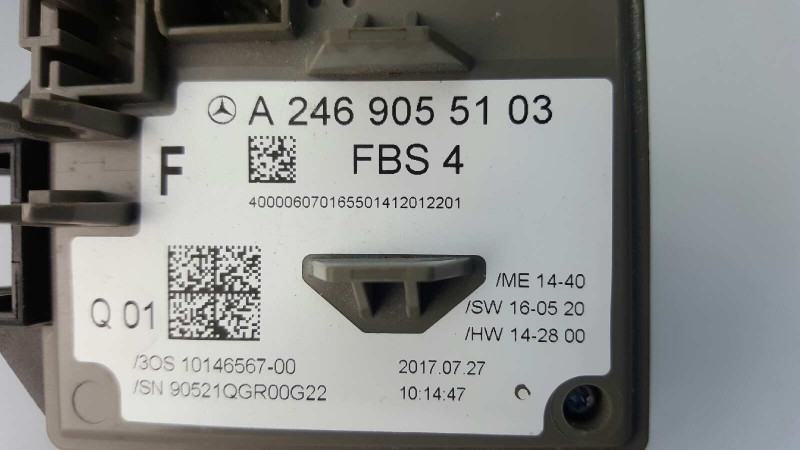 A 246 905 51 03
F
FBS 4
400006070165501412012201
Q 01
/ME 14-40
/SW 16-05 20
/HW 14-28 00
/3OS 10146567-00
2017.07.27
/SN 90521QGR00G22
10:14:47